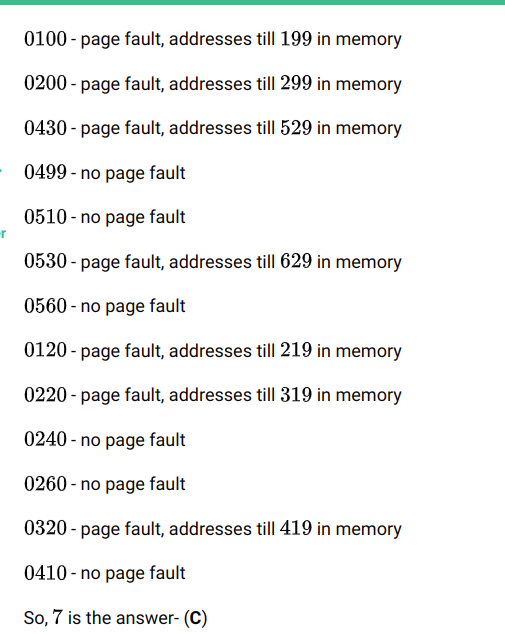 0100 - page fault, addresses till 199 in memory
0200 - page fault, addresses till 299 in memory
0430 - page fault, addresses till 529 in memory
0499 - no page fault
0510 - no page fault
0530 - page fault, addresses till 629 in memory
0560 - no page fault
0120 - page fault, addresses till 219 in memory
0220 - page fault, addresses till 319 in memory
0240 - no page fault
0260 - no page fault
0320 - page fault, addresses till 419 in memory
0410 - no page fault
So, 7 is the answer- (C)